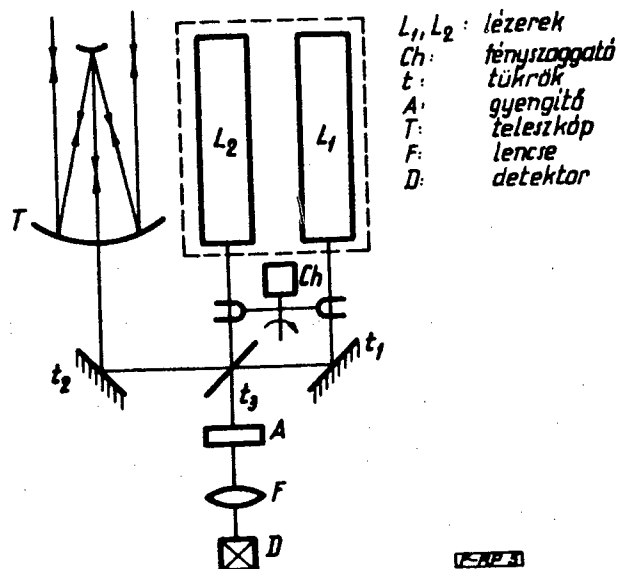 L₁, L₂ : lézerek
Ch: fényszaggató
t: tükrök
A: gyengítő
T: teleszkóp
F: lencse
D: detektor
L₂
L₁
T
Ch
t₁
t₂
t₃
A
F
D